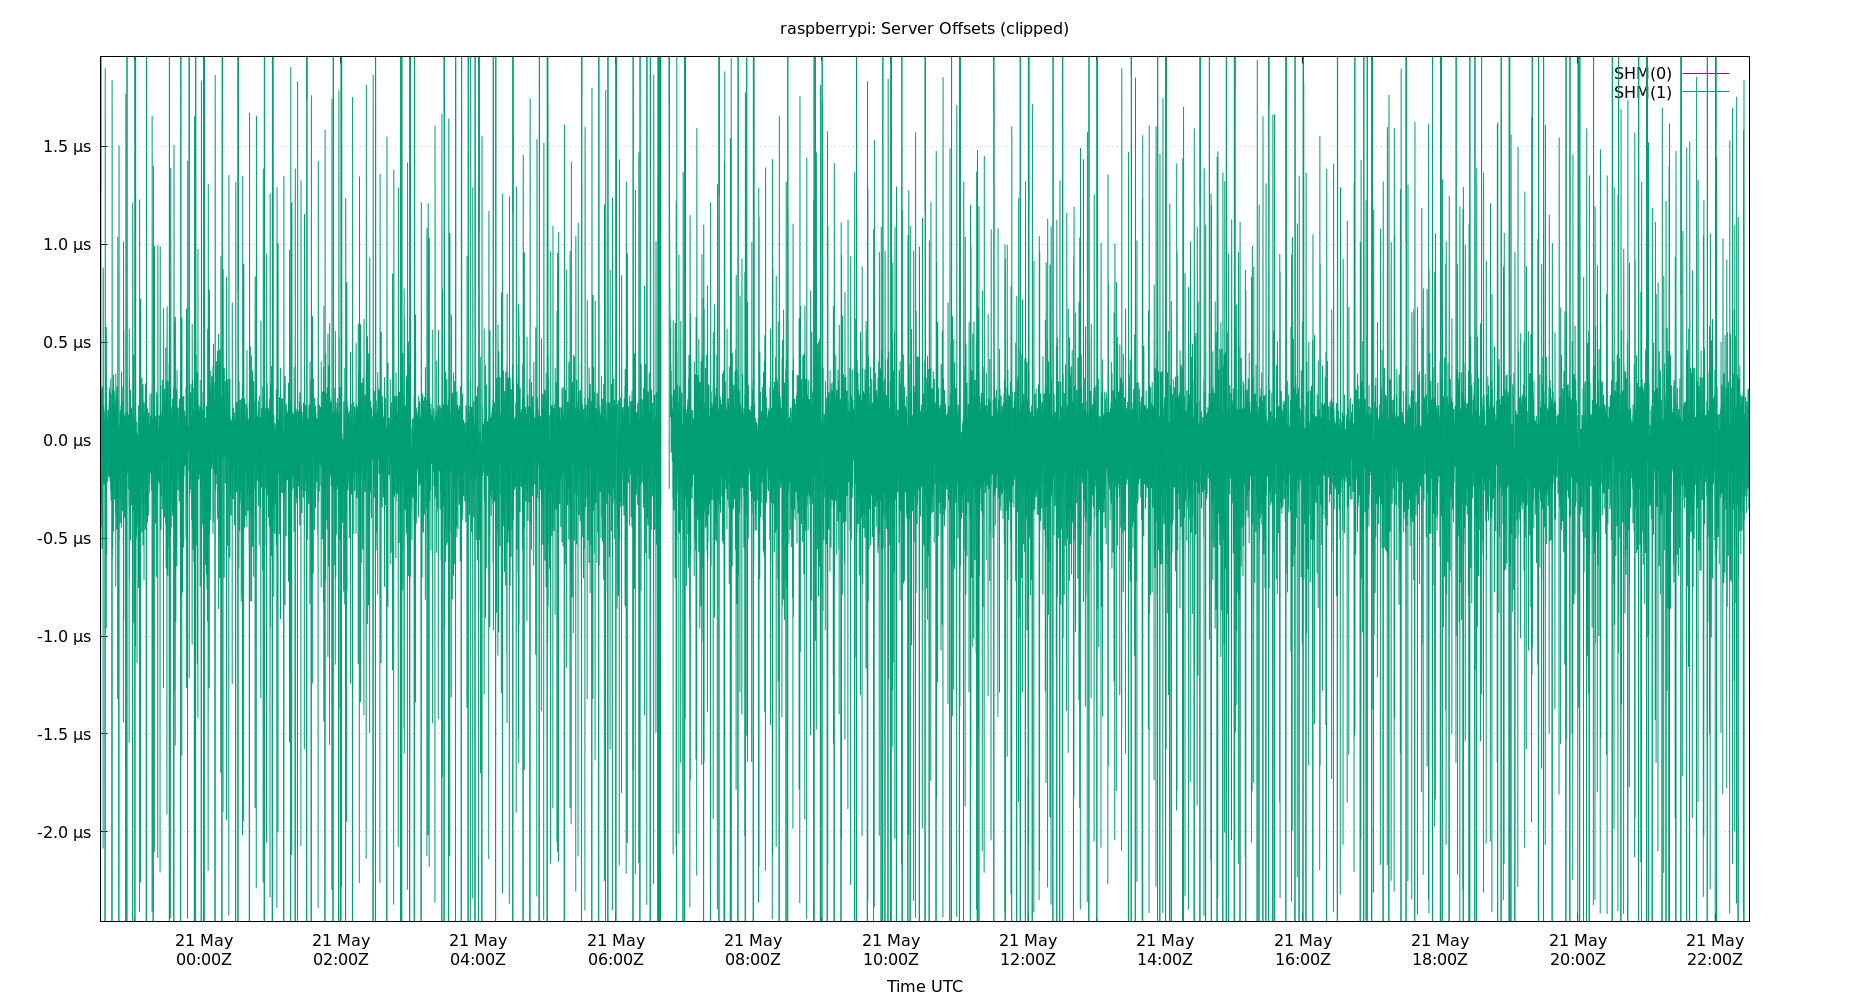 raspberrypi: Server Offsets (clipped)
SHM(0)
SHM(1)
1.5 µs
1.0 µs
0.5 µs
0.0 µs
-0.5 µs
-1.0 µs
-1.5 µs
-2.0 µs
21 May 21 May 21 May 21 May 21 May 21 May 21 May 21 May 21 May 21 May 21 May 21 May
00:00Z 02:00Z 04:00Z 06:00Z 08:00Z 10:00Z 12:00Z 14:00Z 16:00Z 18:00Z 20:00Z 22:00Z
Time UTC